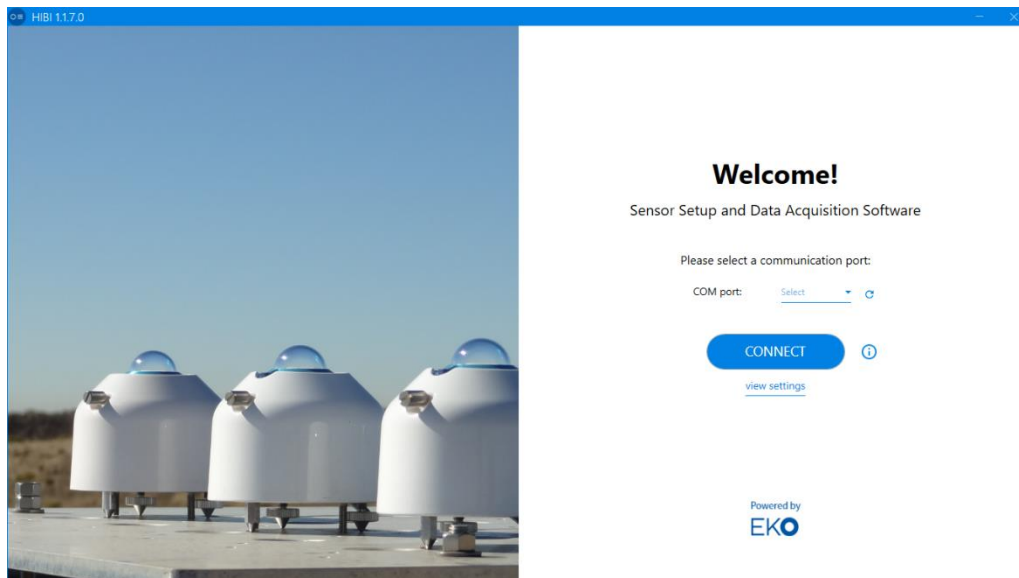 HIBI 1.1.7.0
Welcome!
Sensor Setup and Data Acquisition Software
Please select a communication port:
COM port: Select
CONNECT
view settings
Powered by
EKO